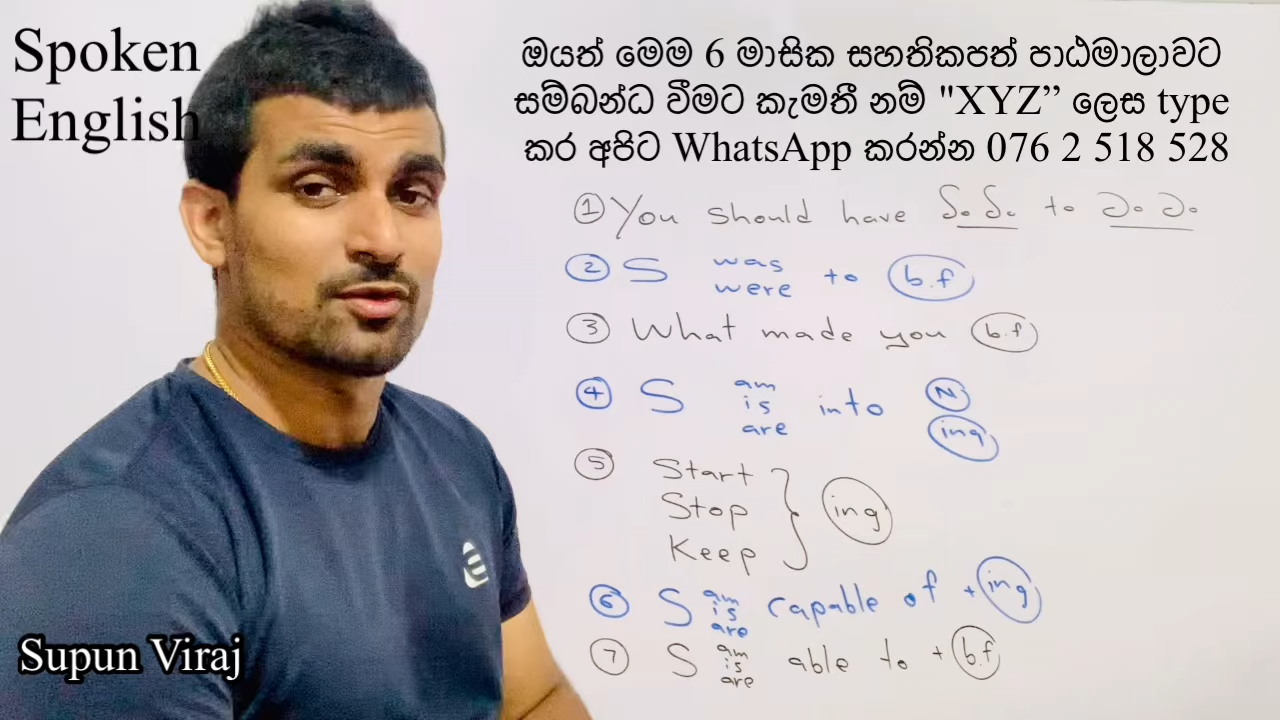 Spoken
English
ඔයත් මෙම 6 මාසික සහතිකපත් පාඨමාලාවට
සම්බන්ධ වීමට කැමතී නම් "XYZ” ලෙස type
කර අපිට WhatsApp කරන්න 076 2 518 528
① You should have to
② S was to b.f
were
③ What made you b.f
④ S am into N
is
are ing
⑤ Start } ing
Stop
Keep
⑥ S am capable of + ing
is
are
⑦ S am able to + b.f
is
are
Supun Viraj